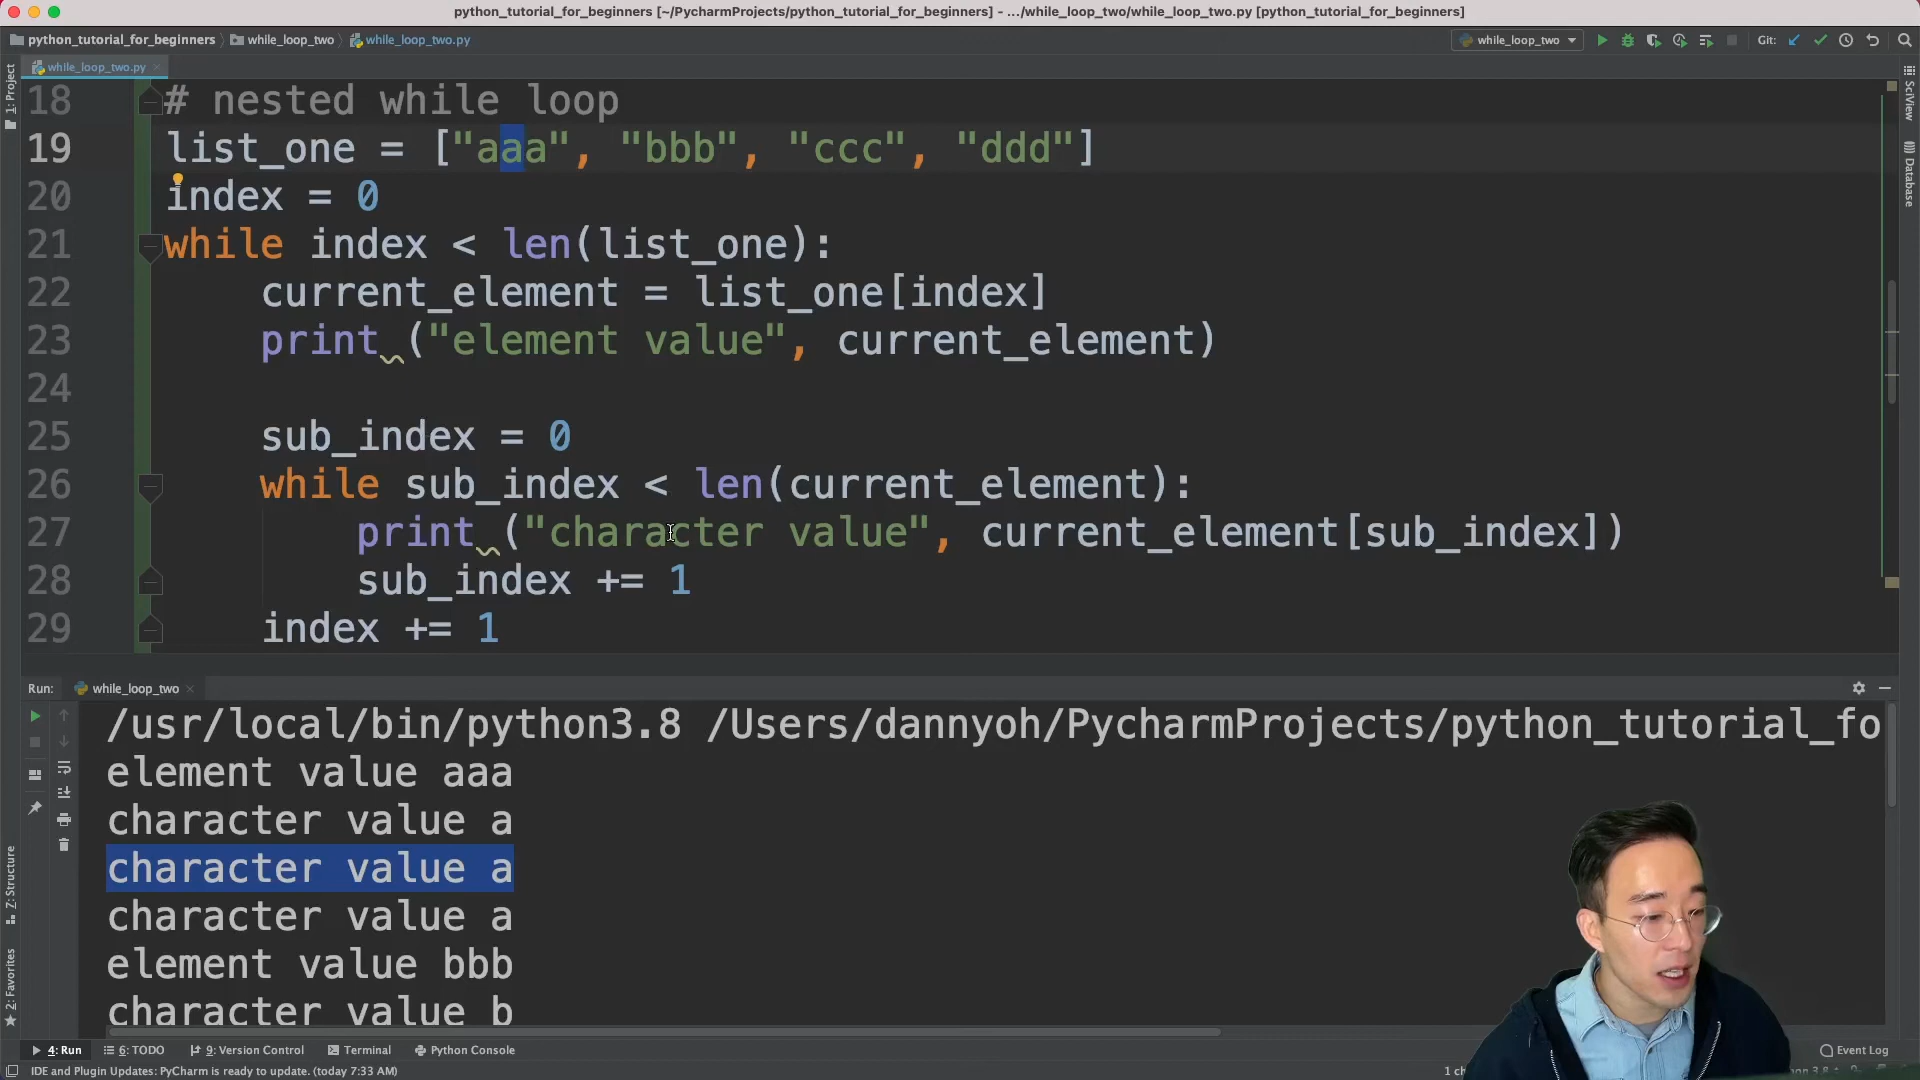 python_tutorial_for_beginners [~/PycharmProjects/python_tutorial_for_beginners] - .../while_loop_two/while_loop_two.py [python_tutorial_for_beginners]
python_tutorial_for_beginners while_loop_two while_loop_two.py while_loop_two Git:
while_loop_two.py
1: Project
SciView
Database
18 # nested while loop
19 list_one = ["aaa", "bbb", "ccc", "ddd"]
20 index = 0
21 while index < len(list_one):
22 current_element = list_one[index]
23 print ("element value", current_element)
24
25 sub_index = 0
26 while sub_index < len(current_element):
27 print ("character value", current_element[sub_index])
28 sub_index += 1
29 index += 1
Run: while_loop_two
/usr/local/bin/python3.8 /Users/dannyoh/PycharmProjects/python_tutorial_fo
element value aaa
character value a
character value a
character value a
element value bbb
character value b
Z: Structure
2: Favorites
4: Run 6: TODO 9: Version Control Terminal Python Console Event Log
IDE and Plugin Updates: PyCharm is ready to update. (today 7:33 AM)